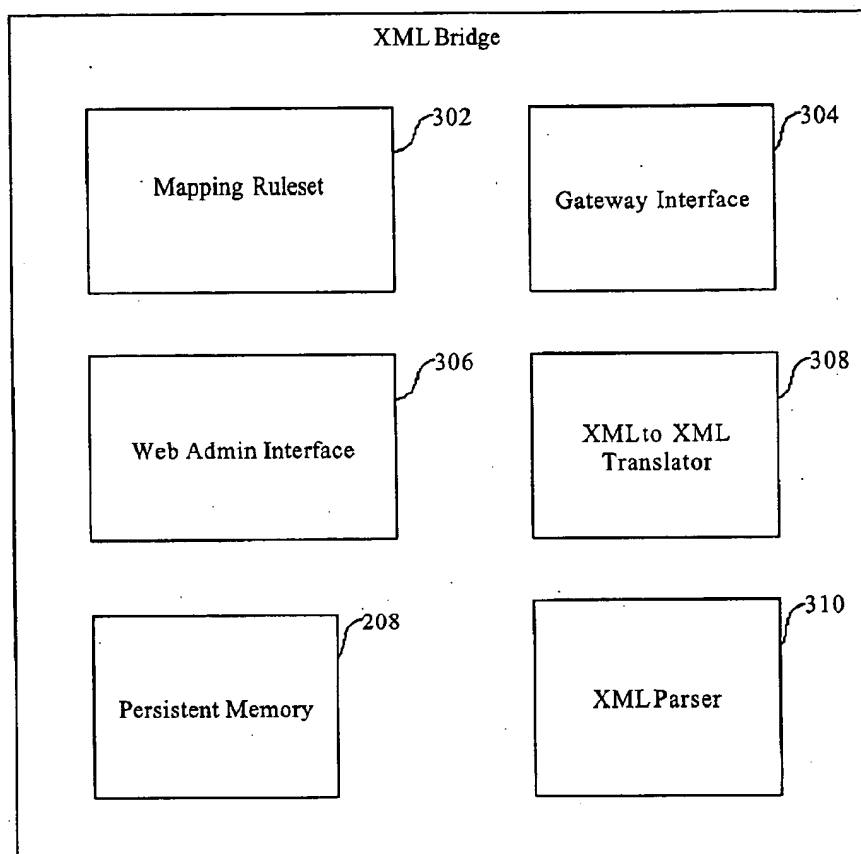 XML Bridge
302
Mapping Ruleset
304
Gateway Interface
306
Web Admin Interface
308
XML to XML
Translator
208
Persistent Memory
310
XML Parser